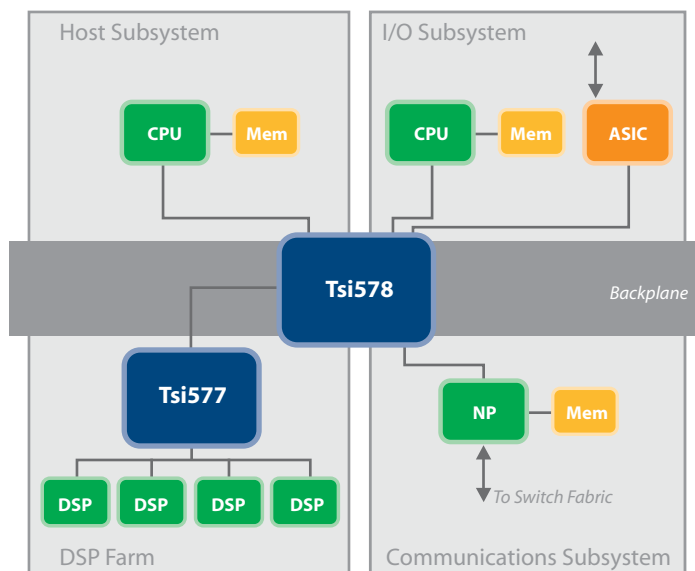 Host Subsystem
I/O Subsystem
CPU
Mem
CPU
Mem
ASIC
Tsi578
Backplane
Tsi577
NP
Mem
DSP
DSP
DSP
DSP
To Switch Fabric
DSP Farm
Communications Subsystem